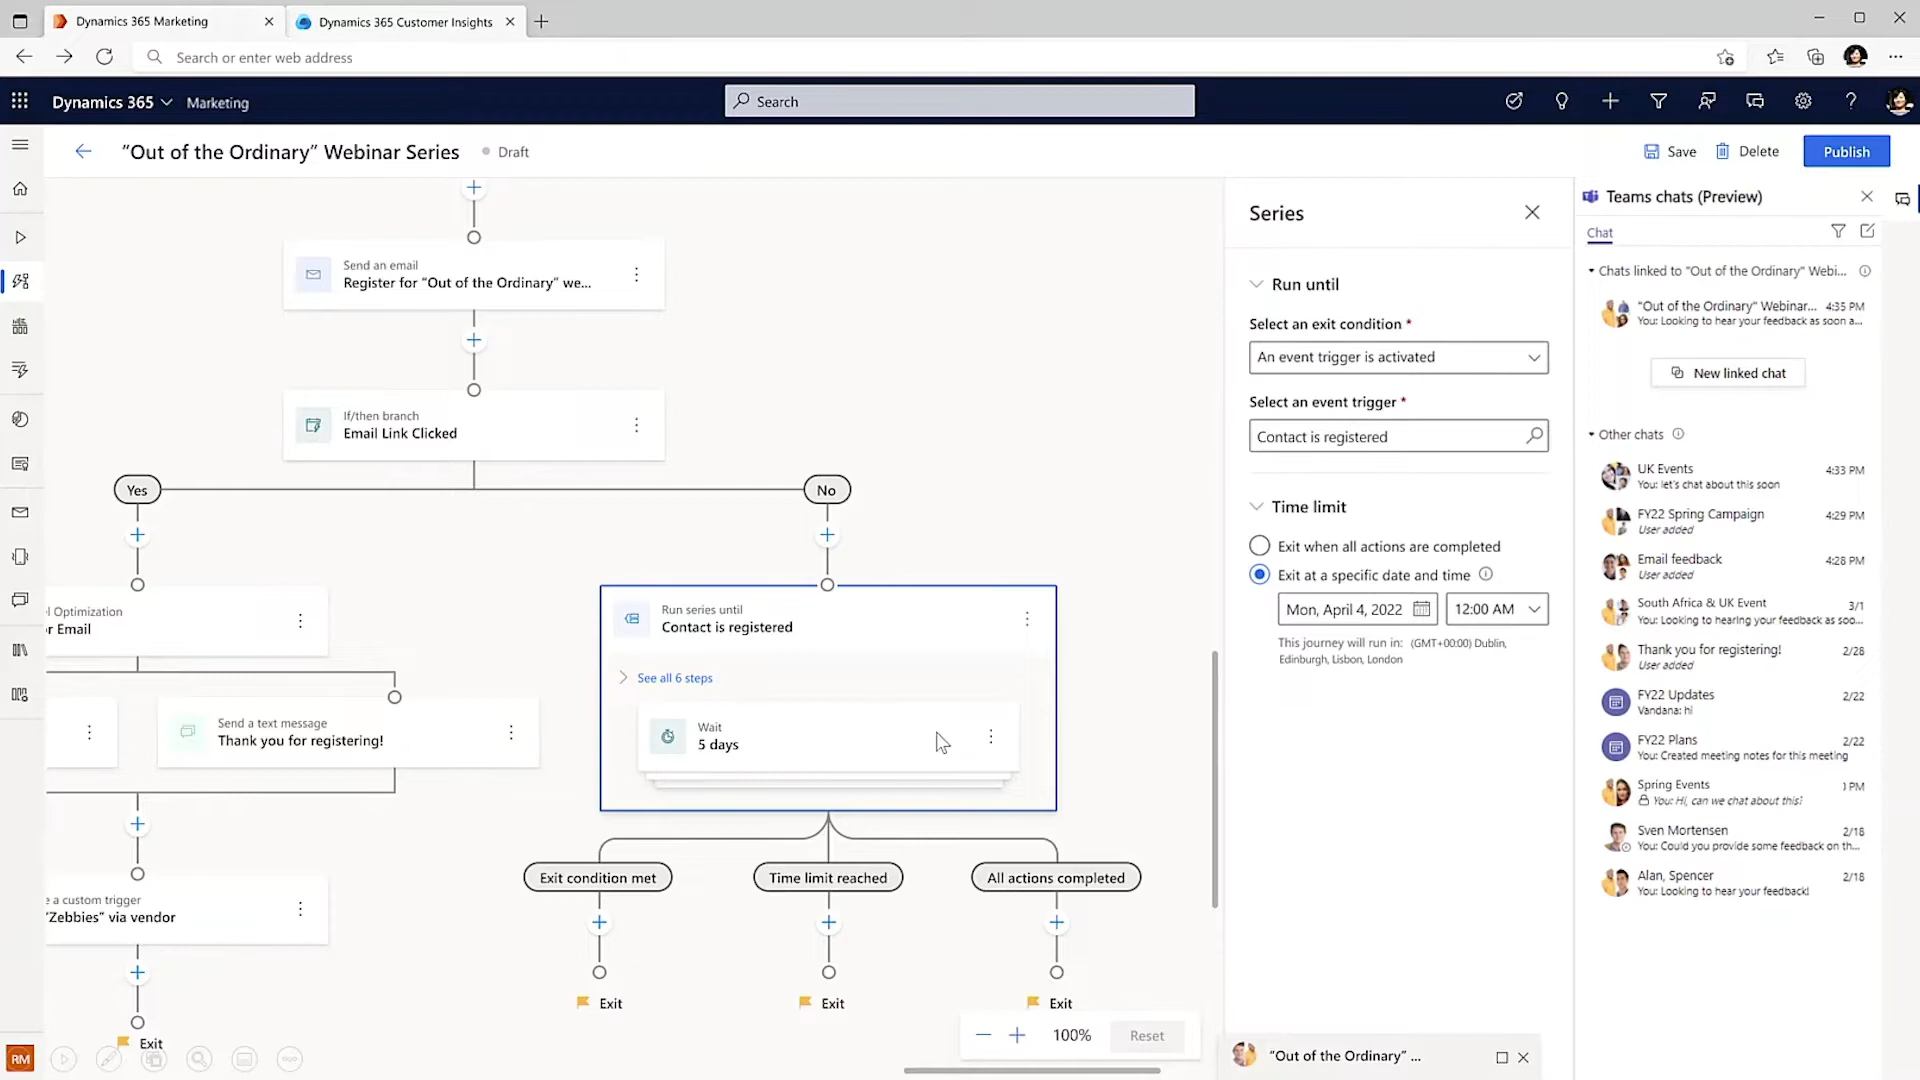 Dynamics 365 Marketing
Dynamics 365 Customer Insights
Search or enter web address
Dynamics 365
Marketing
Search
"Out of the Ordinary" Webinar Series
Draft
Save
Delete
Publish
Send an email
Register for "Out of the Ordinary" we...
If/then branch
Email Link Clicked
Yes
No
l Optimization
or Email
Send a text message
Thank you for registering!
e a custom trigger
"Zebbies" via vendor
Exit
Run series until
Contact is registered
See all 6 steps
Wait
5 days
Exit condition met
Time limit reached
All actions completed
Exit
Exit
Exit
100%
Reset
RM
Series
Run until
Select an exit condition *
An event trigger is activated
Select an event trigger *
Contact is registered
Time limit
Exit when all actions are completed
Exit at a specific date and time
Mon, April 4, 2022
12:00 AM
This journey will run in: (GMT+00:00) Dublin,
Edinburgh, Lisbon, London
"Out of the Ordinary" ...
Teams chats (Preview)
Chat
Chats linked to "Out of the Ordinary" Webi...
"Out of the Ordinary" Webinar... 4:35 PM
You: Looking to hear your feedback as soon a...
New linked chat
Other chats
UK Events 4:33 PM
You: let's chat about this soon
FY22 Spring Campaign 4:29 PM
User added
Email feedback 4:28 PM
User added
South Africa & UK Event 3/1
You: Looking to hearing your feedback as soo...
Thank you for registering! 2/28
User added
FY22 Updates 2/22
Vandana: hi
FY22 Plans 2/22
You: Created meeting notes for this meeting
Spring Events 1 PM
You: Hi, can we chat about this?
Sven Mortensen 2/18
You: Could you provide some feedback on th...
Alan, Spencer 2/18
You: Looking to hear your feedback!